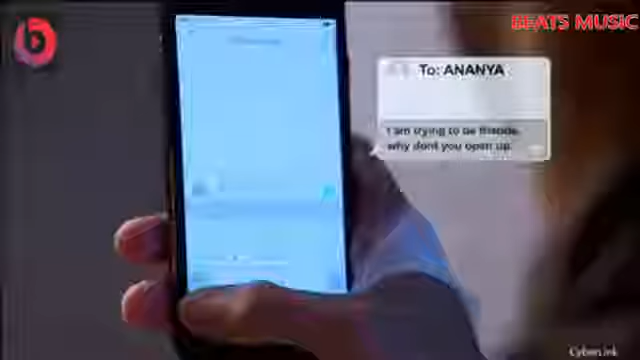 BEATS MUSIC
To: ANANYA
I am trying to be friends.
why dont you open up.
CyberLink